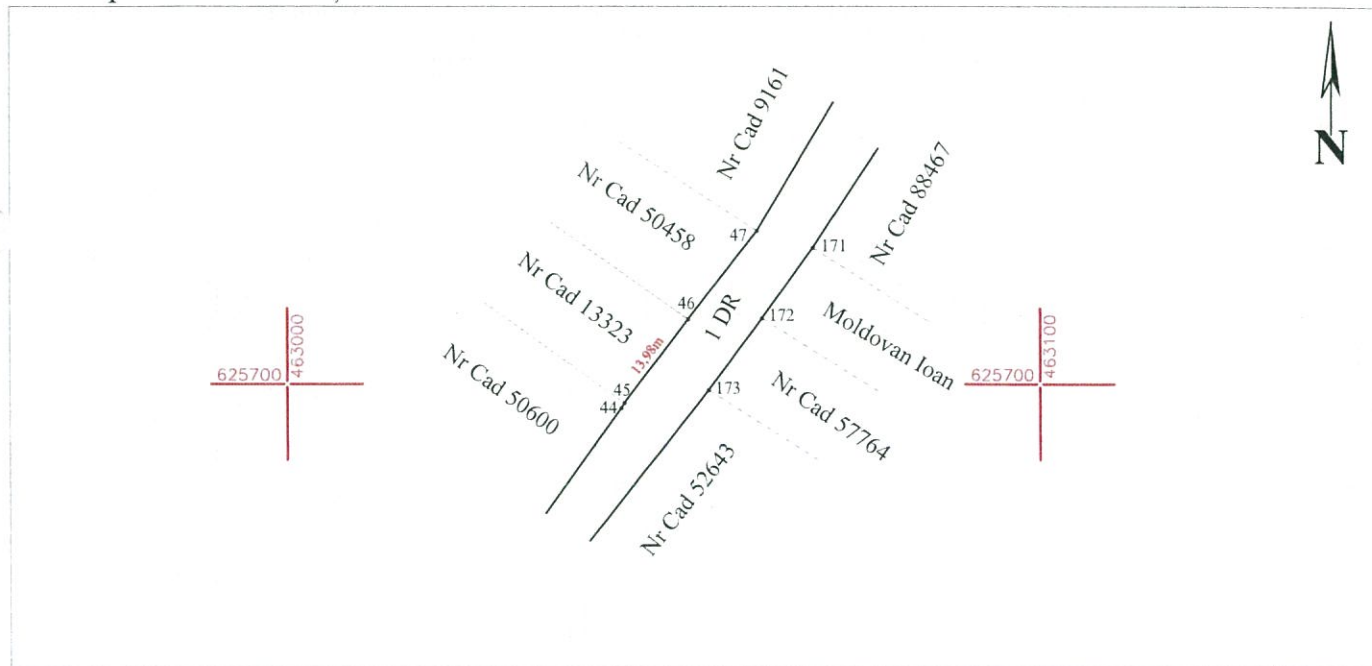 N
Nr Cad 9161
Nr Cad 50458
Nr Cad 88467
47
171
Nr Cad 13323
46
1 DR
172
Moldovan Ioan
463000
625700
13.98m
463100
625700
Nr Cad 50600
45
44
173
Nr Cad 57764
Nr Cad 52643